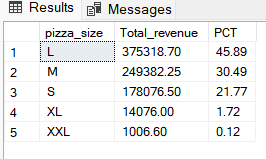 Results Messages
pizza_size Total_revenue PCT
1 L 375318.70 45.89
2 M 249382.25 30.49
3 S 178076.50 21.77
4 XL 14076.00 1.72
5 XXL 1006.60 0.12